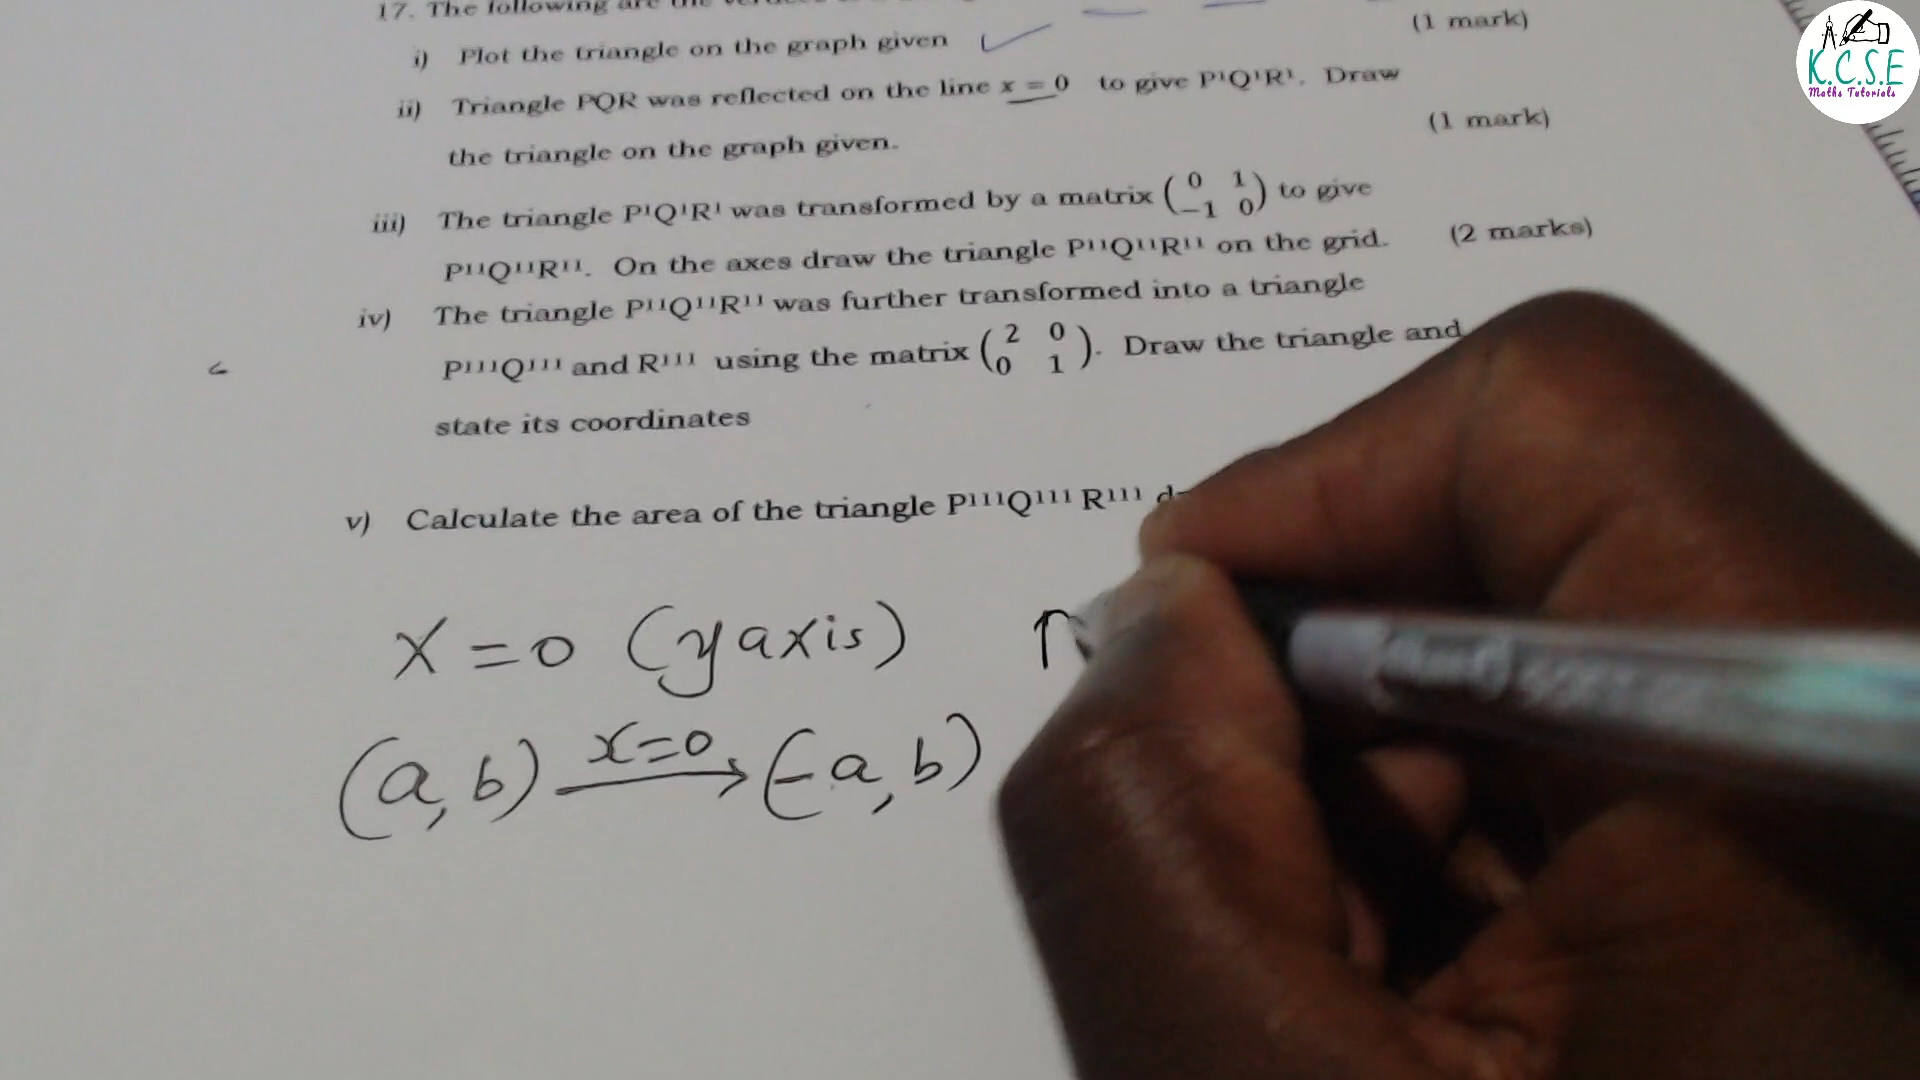 17. The following are the
(1 mark)
i) Plot the triangle on the graph given
ii) Triangle PQR was reflected on the line x = 0 to give P¹Q¹R¹. Draw
the triangle on the graph given. (1 mark)
iii) The triangle P¹Q¹R¹ was transformed by a matrix (0 1
−1 0) to give
P¹¹Q¹¹R¹¹. On the axes draw the triangle P¹¹Q¹¹R¹¹ on the grid. (2 marks)
iv) The triangle P¹¹Q¹¹R¹¹ was further transformed into a triangle
P¹¹¹Q¹¹¹ and R¹¹¹ using the matrix (2 0
0 1). Draw the triangle and
state its coordinates
v) Calculate the area of the triangle P¹¹¹Q¹¹¹ R¹¹¹
X = 0 (y axis)
(a, b) x=0 → (-a, b)
K.C.S.E
Maths Tutorials